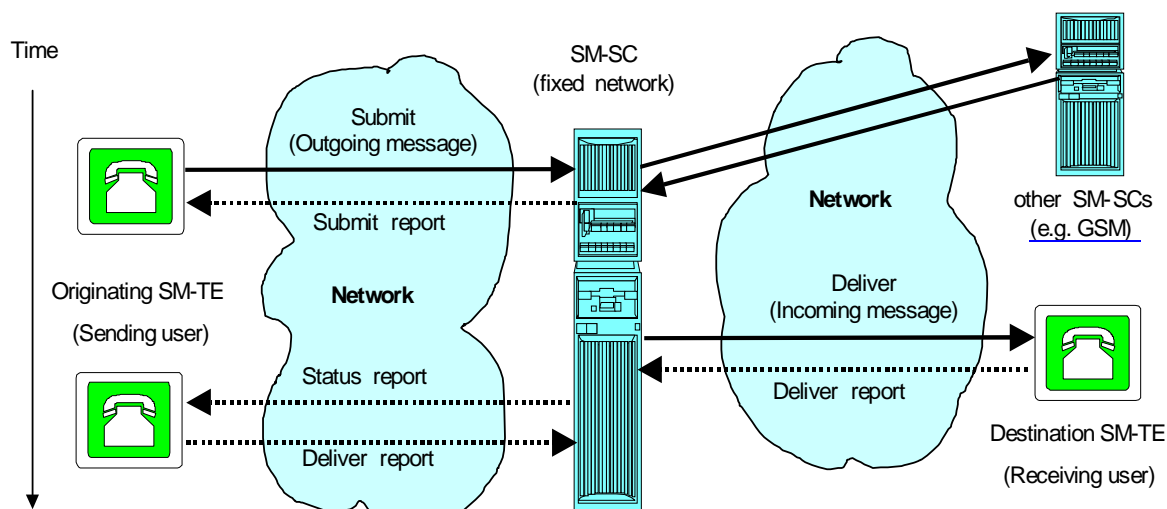 Time
SM-SC
(fixed network)
Submit
(Outgoing message)
Submit report
Network
other SM-SCs
(e.g. GSM)
Originating SM-TE
(Sending user)
Network
Deliver
(Incoming message)
Status report
Deliver report
Deliver report
Destination SM-TE
(Receiving user)